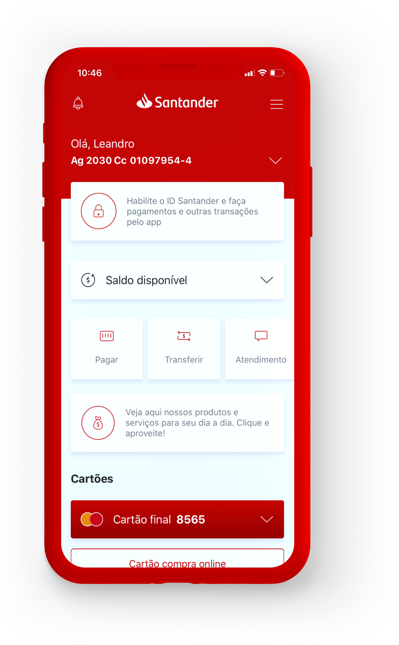 10:46
Santander
Olá, Leandro
Ag 2030 Cc 01097954-4
Habilite o ID Santander e faça
pagamentos e outras transações
pelo app
Saldo disponível
Pagar
Transferir
Atendimento
Veja aqui nossos produtos e
serviços para seu dia a dia. Clique e
aproveite!
Cartões
Cartão final 8565
Cartão compra online